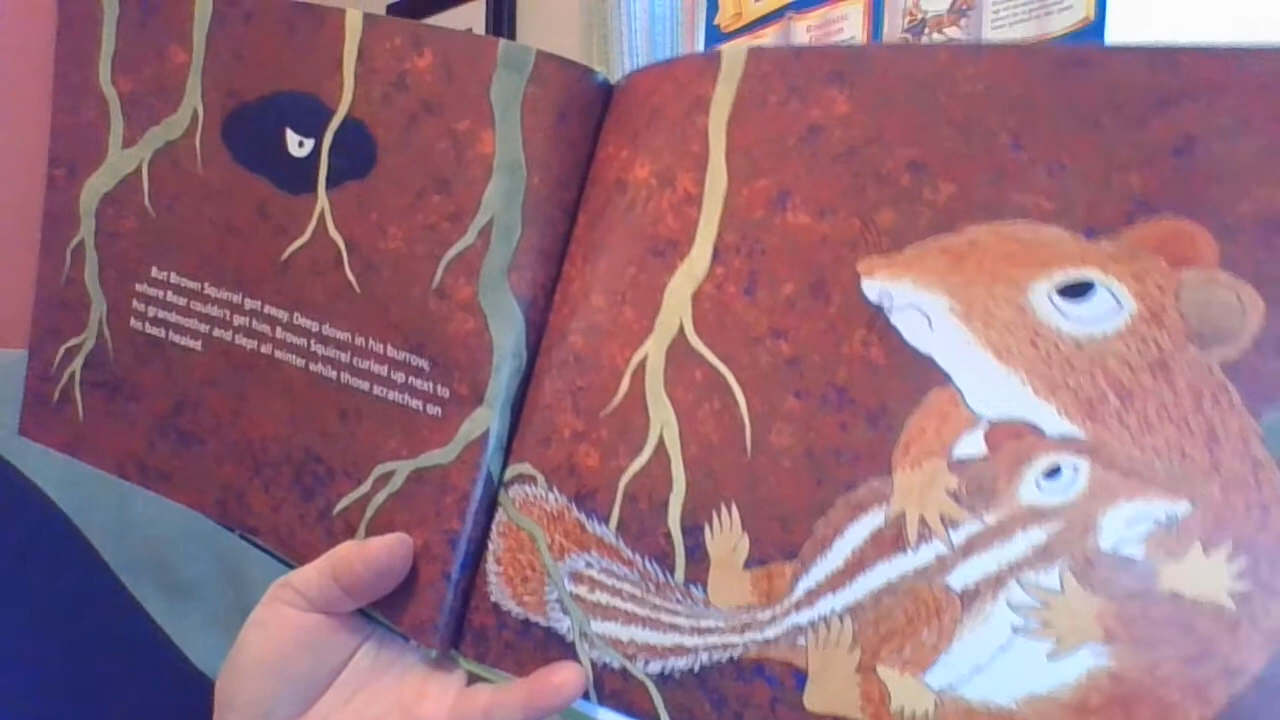 Realistic
But Brown Squirrel got away. Deep down in his burrow,
where Bear couldn't get him, Brown Squirrel curled up next to
his grandmother and slept all winter while those scratches on
his back healed.